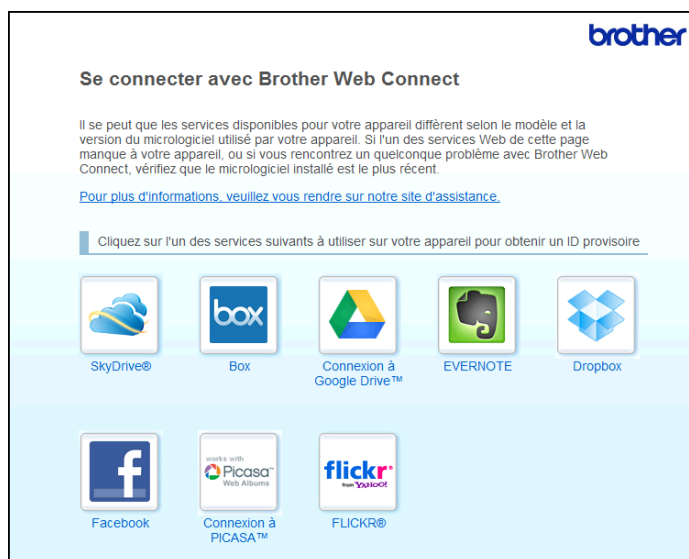 brother
Se connecter avec Brother Web Connect
Il se peut que les services disponibles pour votre appareil diffèrent selon le modèle et la
version du micrologiciel utilisé par votre appareil. Si l'un des services Web de cette page
manque à votre appareil, ou si vous rencontrez un quelconque problème avec Brother Web
Connect, vérifiez que le micrologiciel installé est le plus récent.
Pour plus d'informations, veuillez vous rendre sur notre site d'assistance.
Cliquez sur l'un des services suivants à utiliser sur votre appareil pour obtenir un ID provisoire
box
SkyDrive®
Box
Connexion à
Google Drive™
EVERNOTE
Dropbox
f
works with
Picasa™
Web Albums
flickr®
from YAHOO!
Facebook
Connexion à
PICASA™
FLICKR®